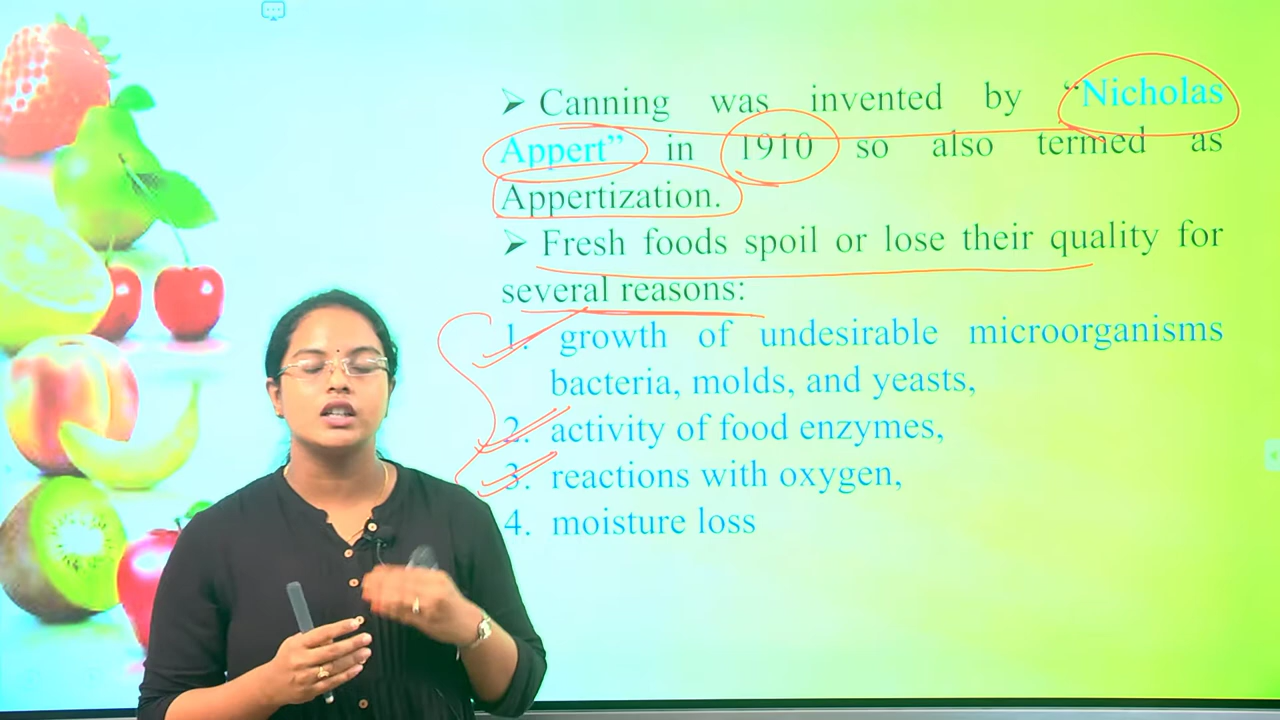 ➤ Canning was invented by “Nicholas
Appert” in 1910 so also termed as
Appertization.
➤ Fresh foods spoil or lose their quality for
several reasons:
1. growth of undesirable microorganisms
bacteria, molds, and yeasts,
2. activity of food enzymes,
3. reactions with oxygen,
4. moisture loss